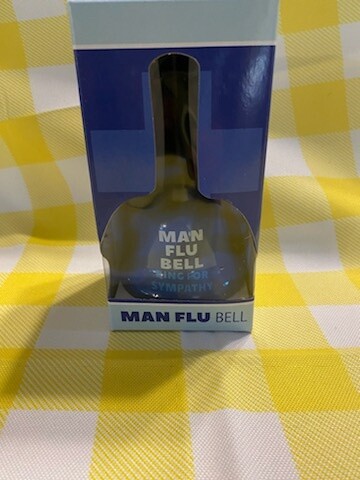 MAN
FLU
BELL
RING FOR
SYMPATHY
MAN FLU BELL